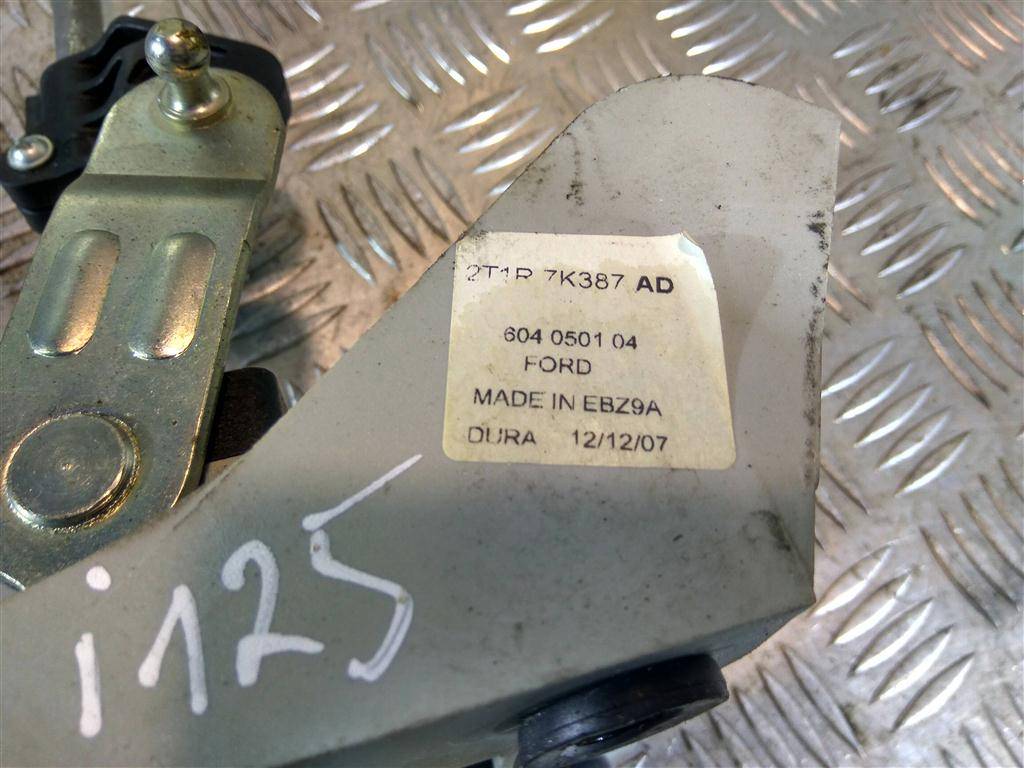 2T1R 7K387 AD
604 0501 04
FORD
MADE IN EBZ9A
DURA 12/12/07
i125